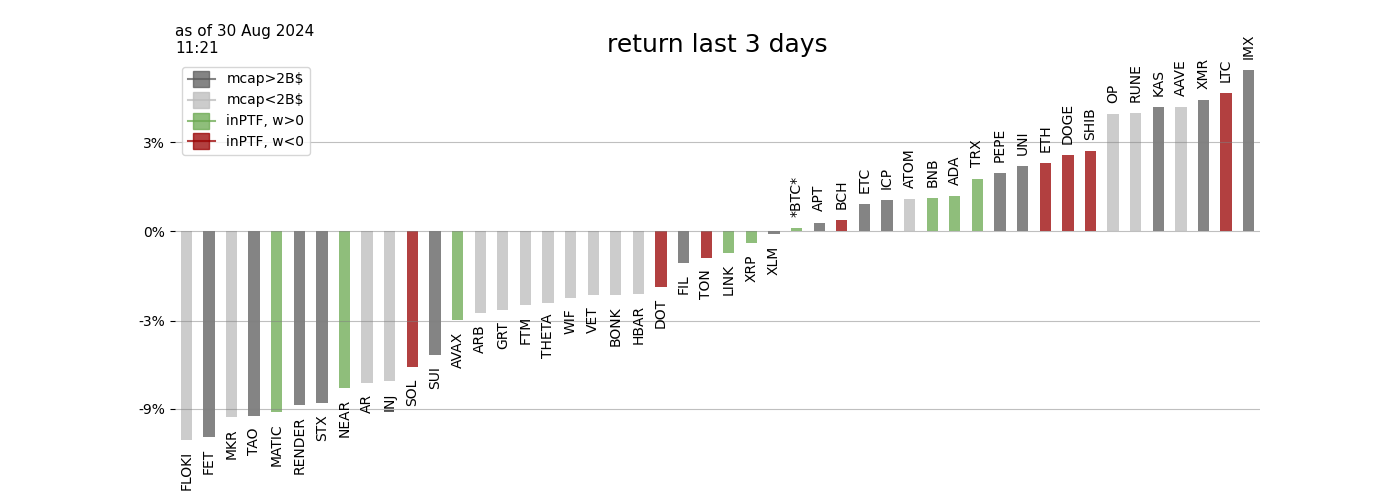 as of 30 Aug 2024
11:21
return last 3 days
mcap>2B$
mcap<2B$
inPTF, w>0
inPTF, w<0
3%
0%
-3%
-9%
FLOKI
FET
MKR
TAO
MATIC
RENDER
STX
NEAR
AR
INJ
SOL
SUI
AVAX
ARB
GRT
FTM
THETA
WIF
VET
BONK
HBAR
DOT
FIL
TON
LINK
XRP
XLM
*BTC*
APT
BCH
ETC
ICP
ATOM
BNB
ADA
TRX
PEPE
UNI
ETH
DOGE
SHIB
OP
RUNE
KAS
AAVE
XMR
LTC
IMX